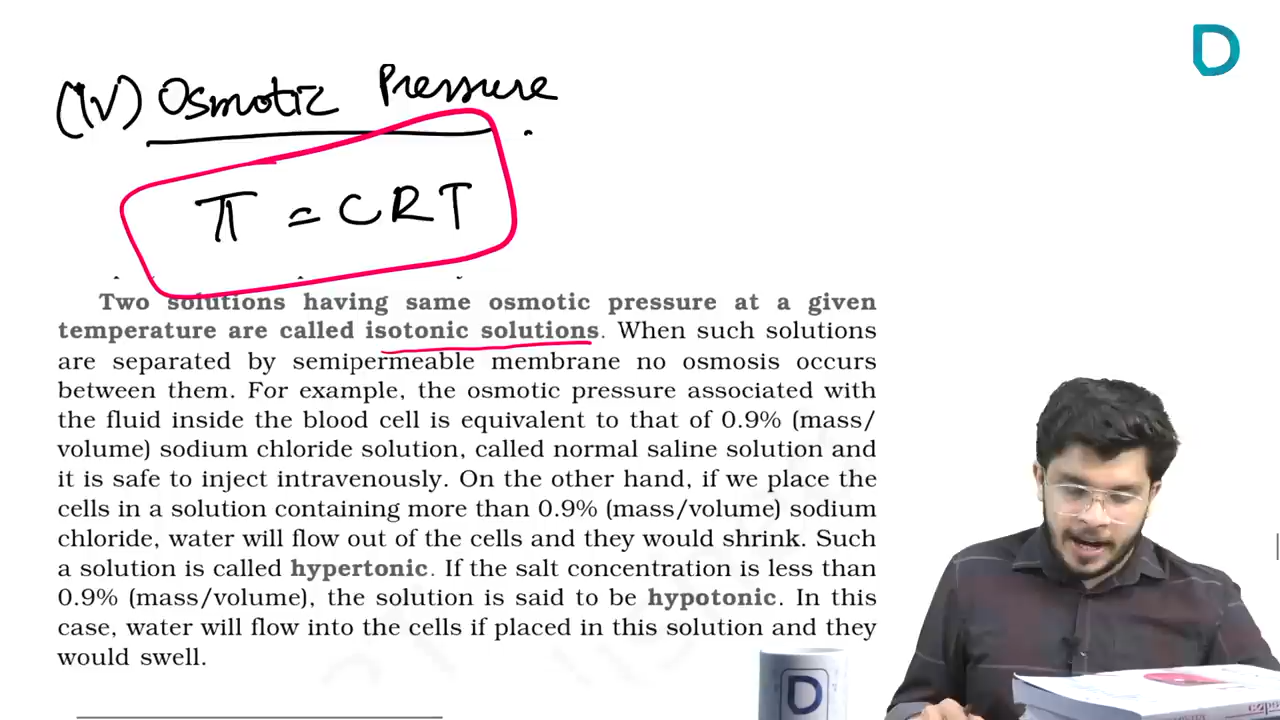 D
(IV) Osmotic Pressure
π = CRT
Two solutions having same osmotic pressure at a given
temperature are called isotonic solutions. When such solutions
are separated by semipermeable membrane no osmosis occurs
between them. For example, the osmotic pressure associated with
the fluid inside the blood cell is equivalent to that of 0.9% (mass/
volume) sodium chloride solution, called normal saline solution and
it is safe to inject intravenously. On the other hand, if we place the
cells in a solution containing more than 0.9% (mass/volume) sodium
chloride, water will flow out of the cells and they would shrink. Such
a solution is called hypertonic. If the salt concentration is less than
0.9% (mass/volume), the solution is said to be hypotonic. In this
case, water will flow into the cells if placed in this solution and they
would swell.
D